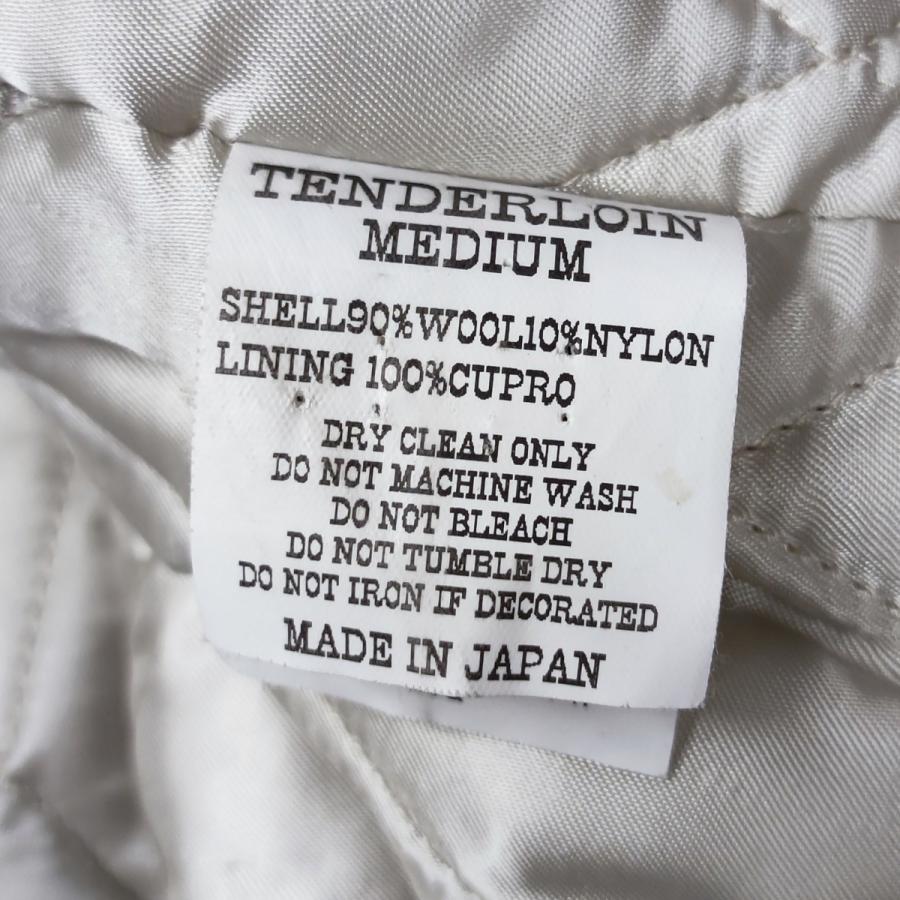 TENDERLOIN
MEDIUM
SHELL90%WOOL10%NYLON
LINING 100%CUPRO
DRY CLEAN ONLY
DO NOT MACHINE WASH
DO NOT BLEACH
DO NOT TUMBLE DRY
DO NOT IRON IF DECORATED
MADE IN JAPAN